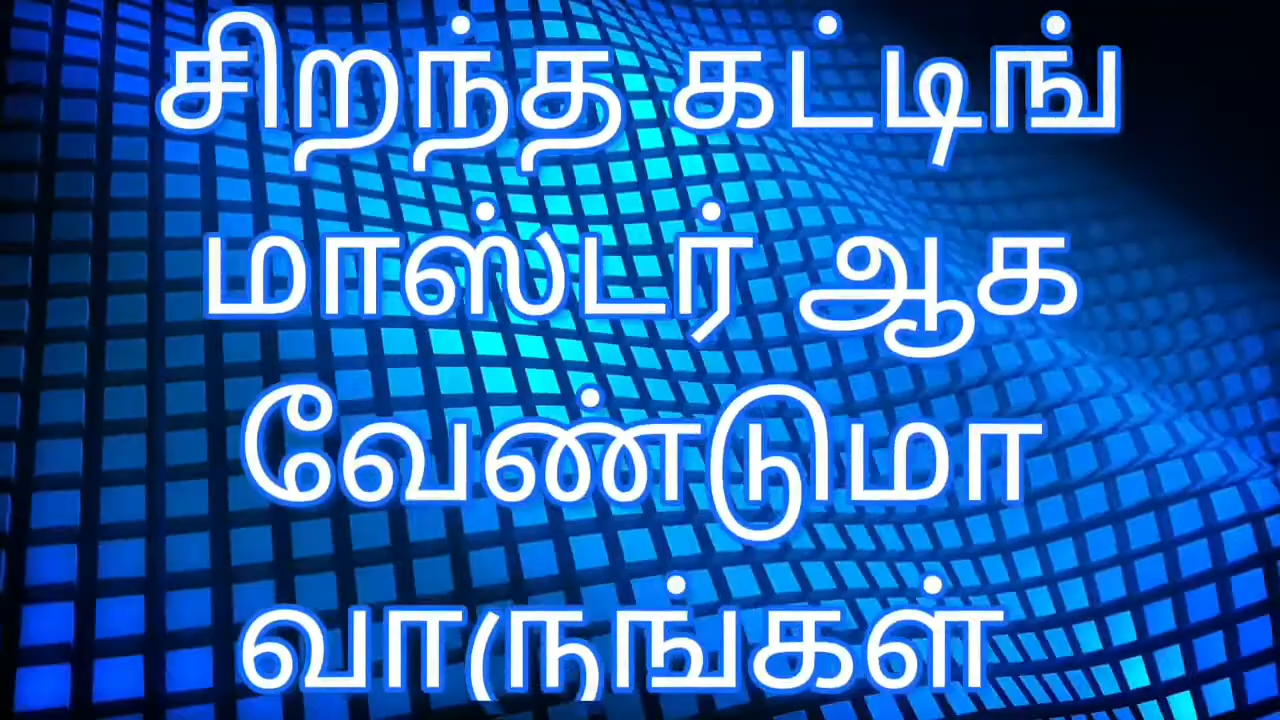 சிறந்த கட்டிங்
மாஸ்டர் ஆக
வேண்டுமா
வாருங்கள்